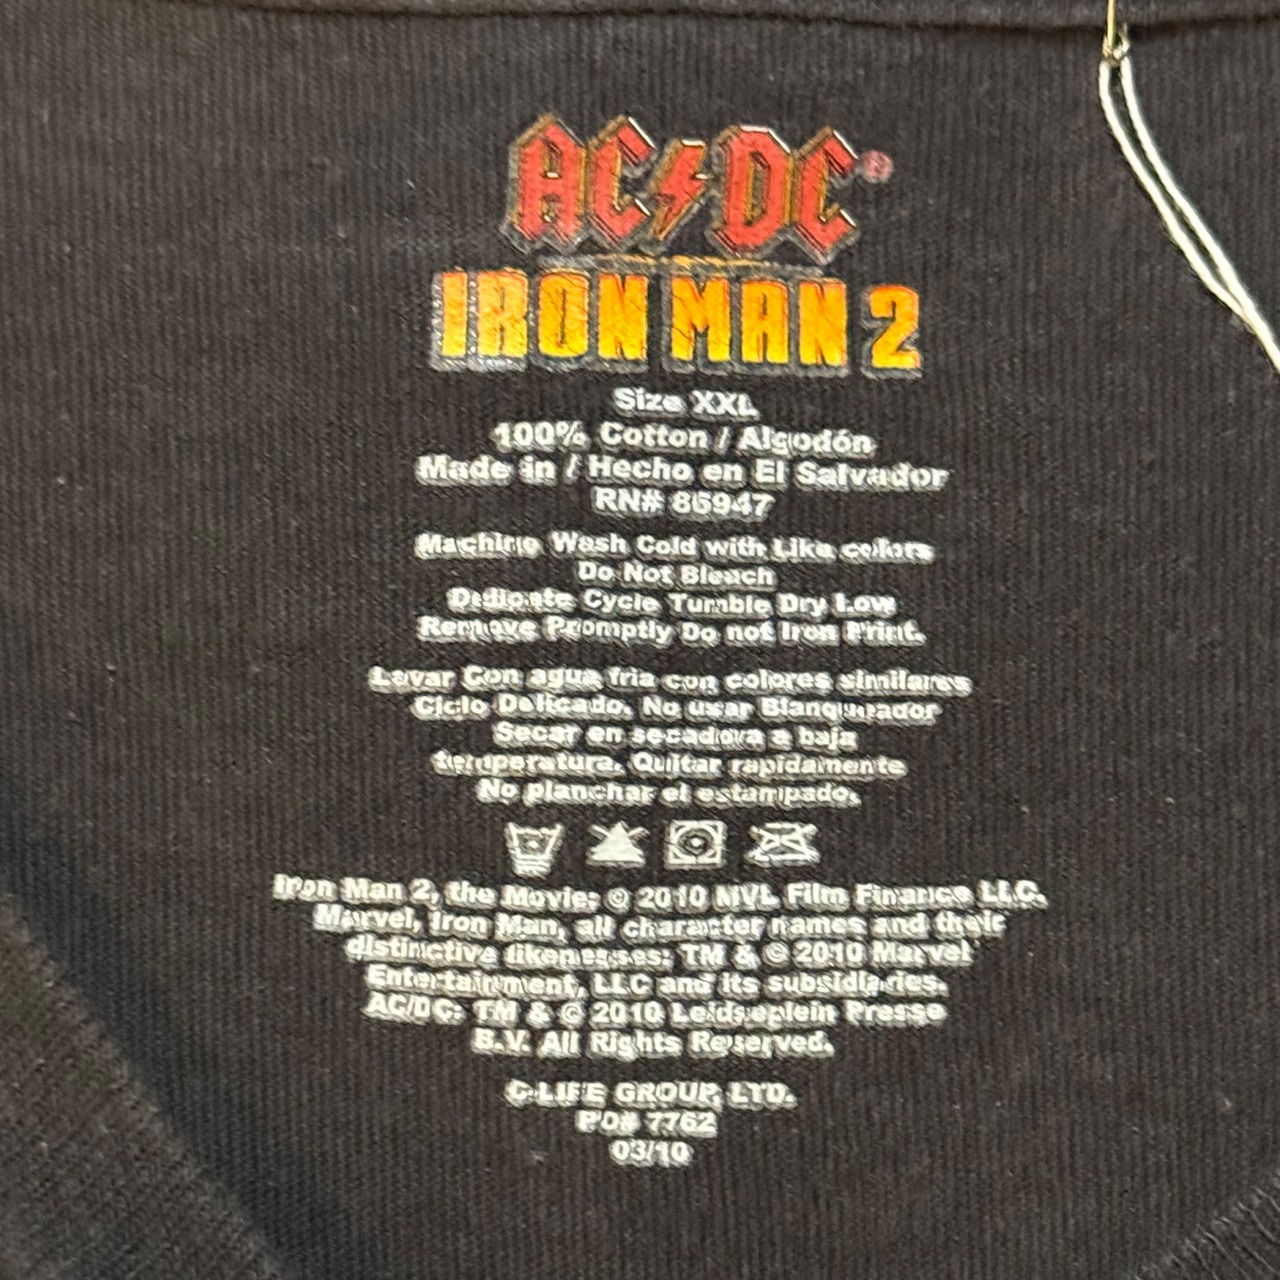 AC/DC®
IRON MAN 2
Size XXL
100% Cotton / Algodón
Made in / Hecho en El Salvador
RN# 86947
Machine Wash Cold with Like colors
Do Not Bleach
Delicate Cycle Tumble Dry Low
Remove Promptly Do not Iron Print.
Lavar Con agua fria con colores similares
Ciclo Delicado. No usar Blanqueador
Secar en secadora a baja
temperatura. Quitar rapidamente
No planchar el estampado.
Iron Man 2, the Movie: © 2010 MVL Film Finance LLC.
Marvel, Iron Man, all character names and their
distinctive likenesses: TM & © 2010 Marvel
Entertainment, LLC and its subsidiaries.
AC/DC: TM & © 2010 Leidseplein Presse
B.V. All Rights Reserved.
C-LIFE GROUP, LTD.
PO# 7762
03/10